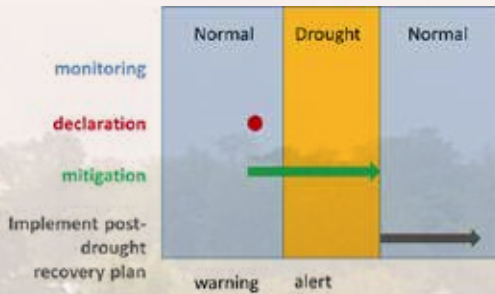 Normal Drought Normal
monitoring
declaration
mitigation
Implement post-
drought
recovery plan
warning alert